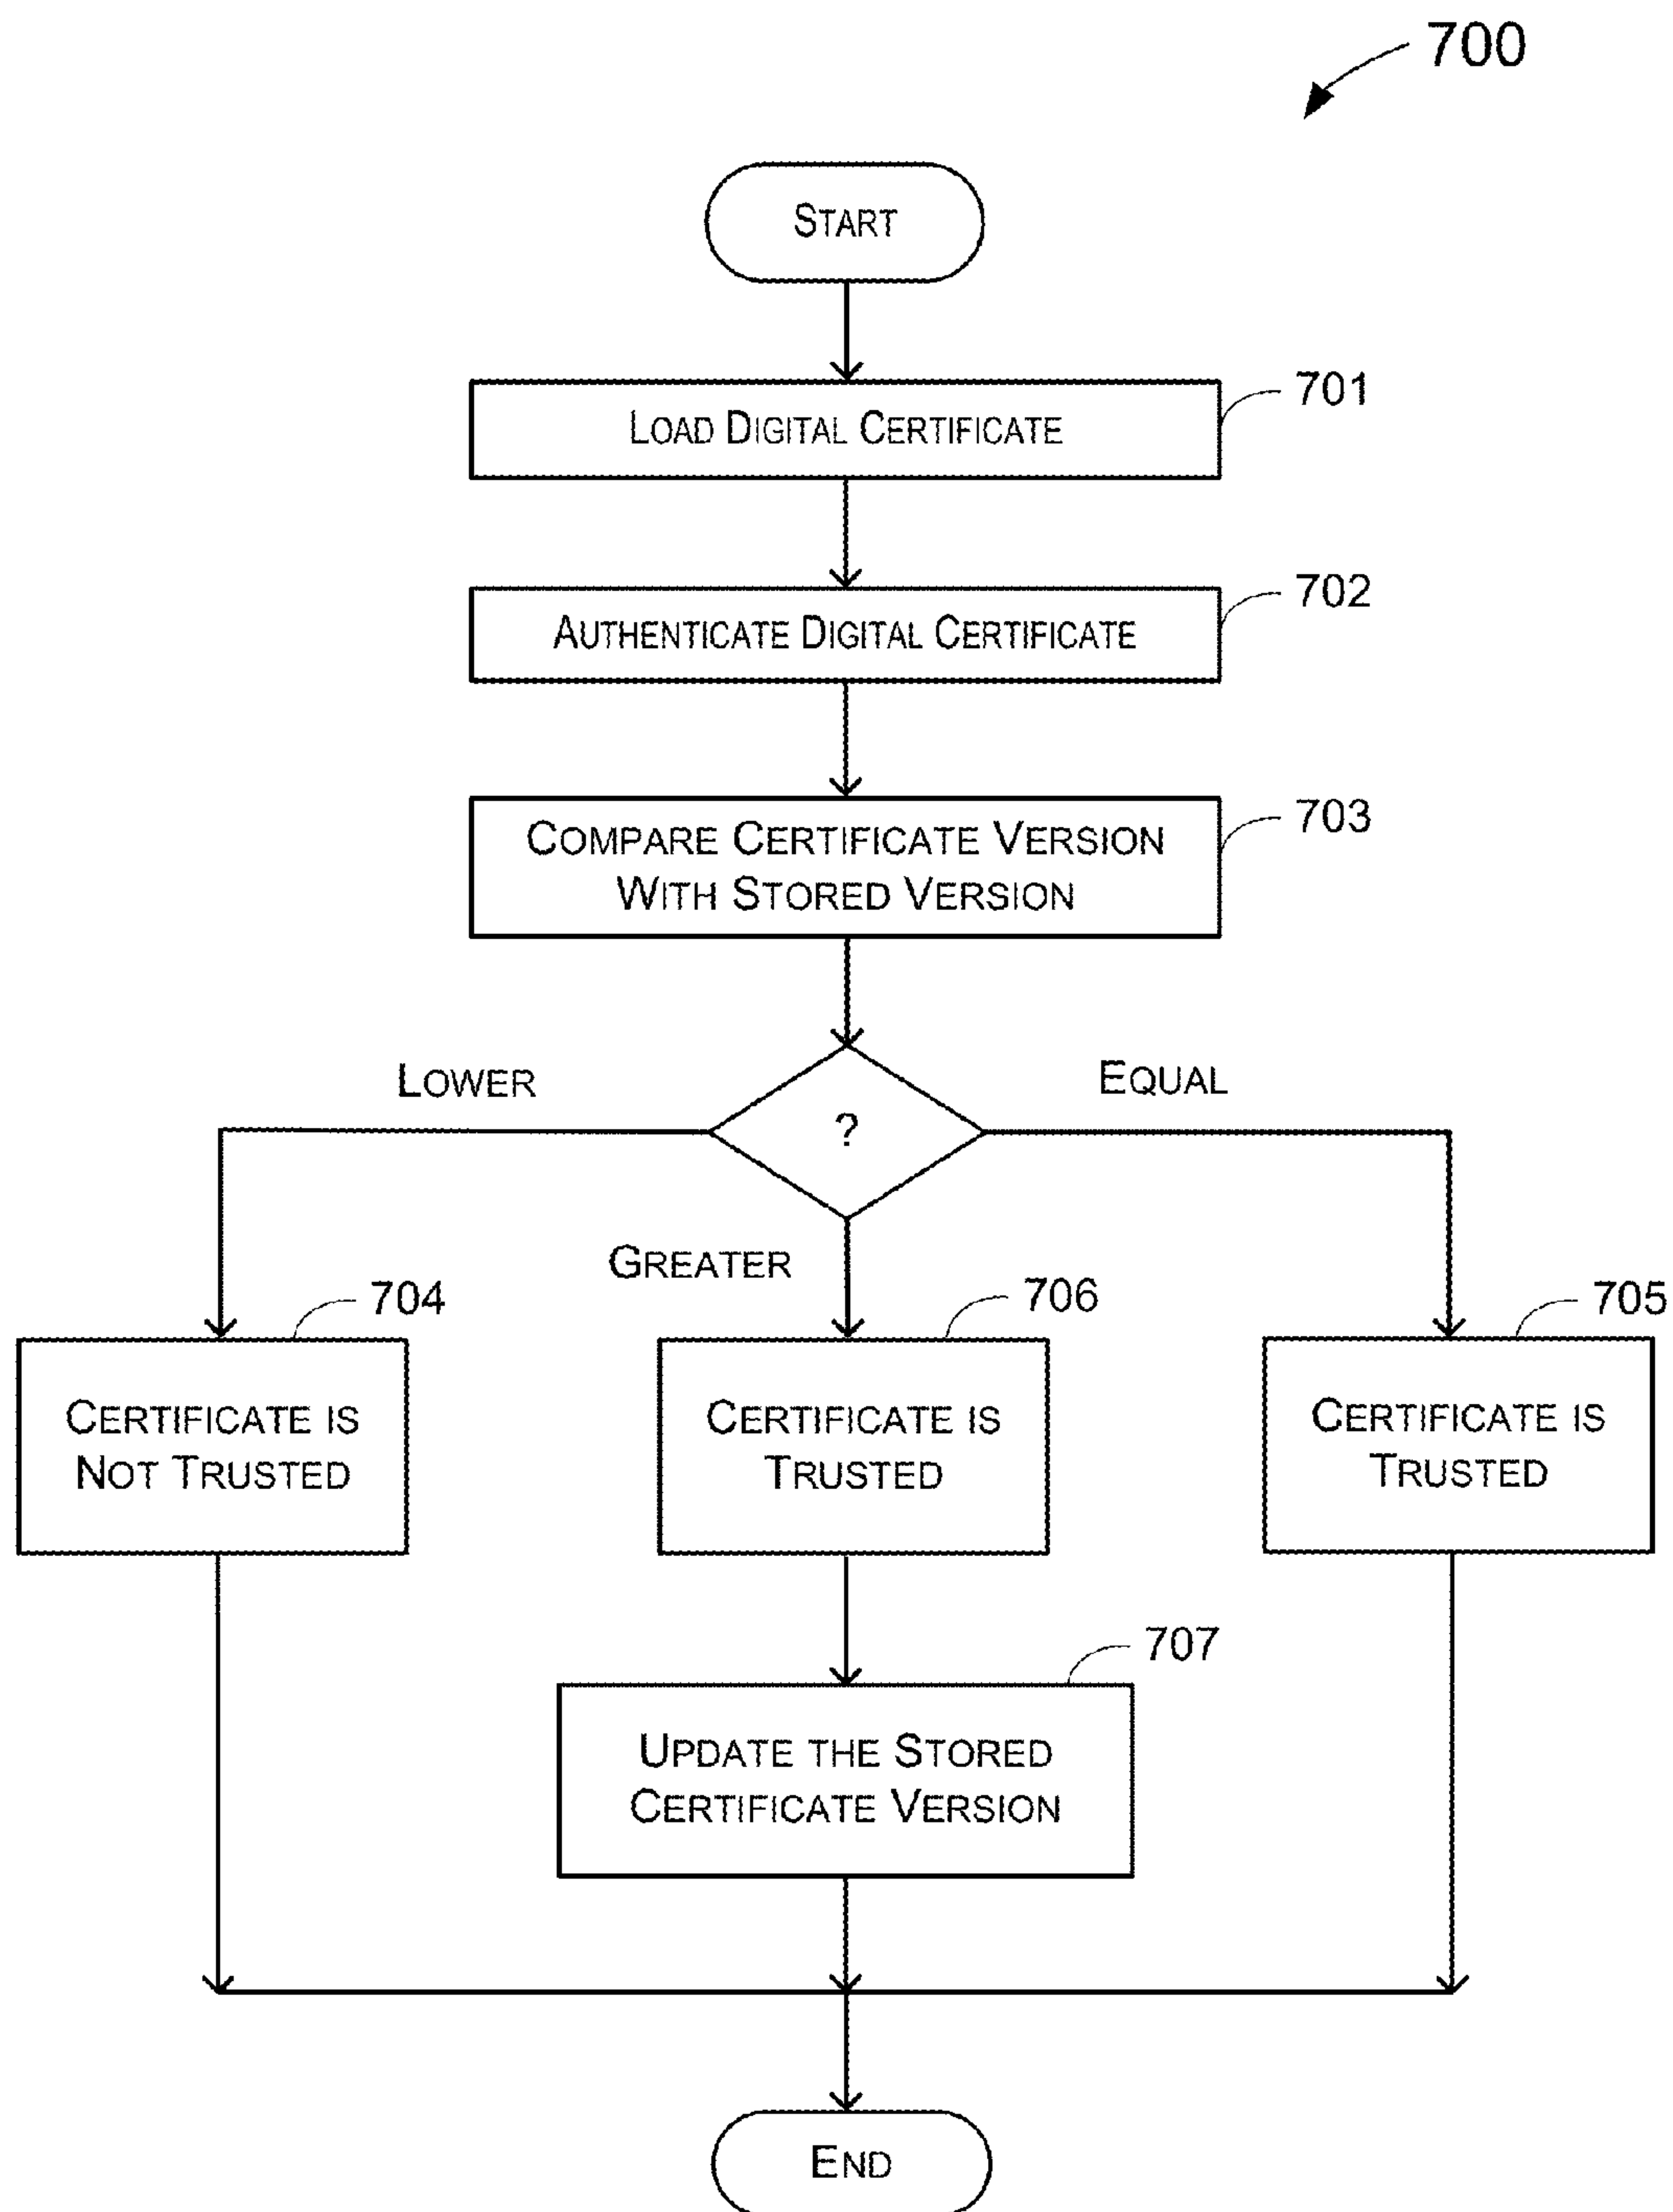 700
START
701
LOAD DIGITAL CERTIFICATE
702
AUTHENTICATE DIGITAL CERTIFICATE
703
COMPARE CERTIFICATE VERSION
WITH STORED VERSION
LOWER
EQUAL
?
GREATER
704
706
705
CERTIFICATE IS
NOT TRUSTED
CERTIFICATE IS
TRUSTED
CERTIFICATE IS
TRUSTED
707
UPDATE THE STORED
CERTIFICATE VERSION
END